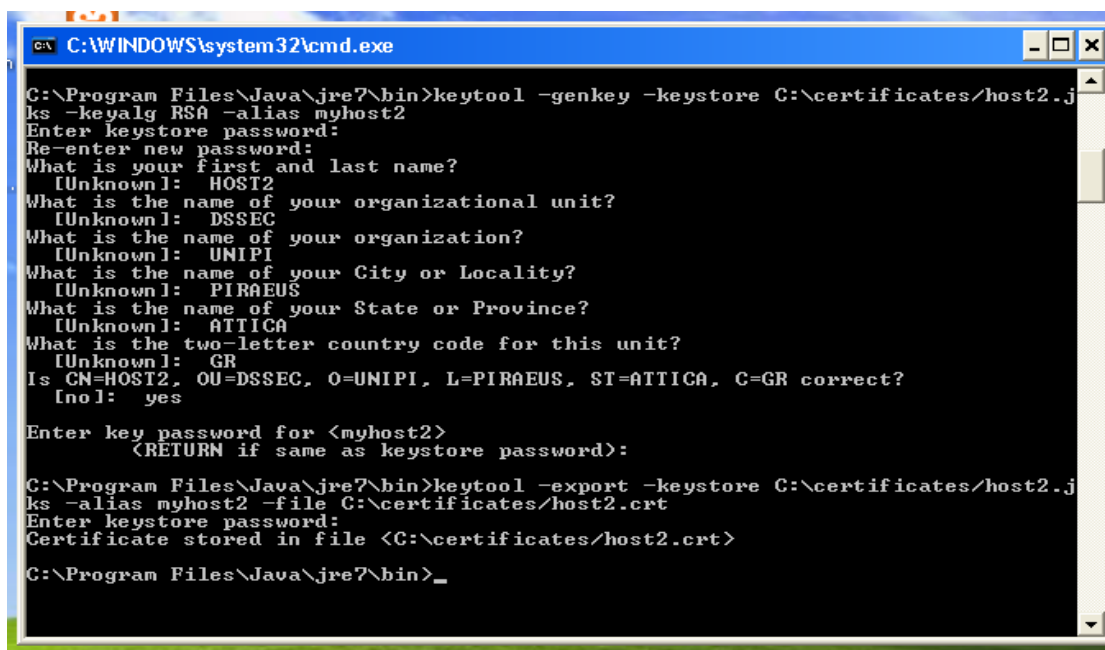 C:\WINDOWS\system32\cmd.exe
C:\Program Files\Java\jre7\bin>keytool -genkey -keystore C:\certificates/host2.j
ks -keyalg RSA -alias myhost2
Enter keystore password:
Re-enter new password:
What is your first and last name?
  [Unknown]:  HOST2
What is the name of your organizational unit?
  [Unknown]:  DSSEC
What is the name of your organization?
  [Unknown]:  UNIPI
What is the name of your City or Locality?
  [Unknown]:  PIRAEUS
What is the name of your State or Province?
  [Unknown]:  ATTICA
What is the two-letter country code for this unit?
  [Unknown]:  GR
Is CN=HOST2, OU=DSSEC, O=UNIPI, L=PIRAEUS, ST=ATTICA, C=GR correct?
  [no]:  yes
Enter key password for <myhost2>
        (RETURN if same as keystore password):
C:\Program Files\Java\jre7\bin>keytool -export -keystore C:\certificates/host2.j
ks -alias myhost2 -file C:\certificates/host2.crt
Enter keystore password:
Certificate stored in file <C:\certificates/host2.crt>
C:\Program Files\Java\jre7\bin>_